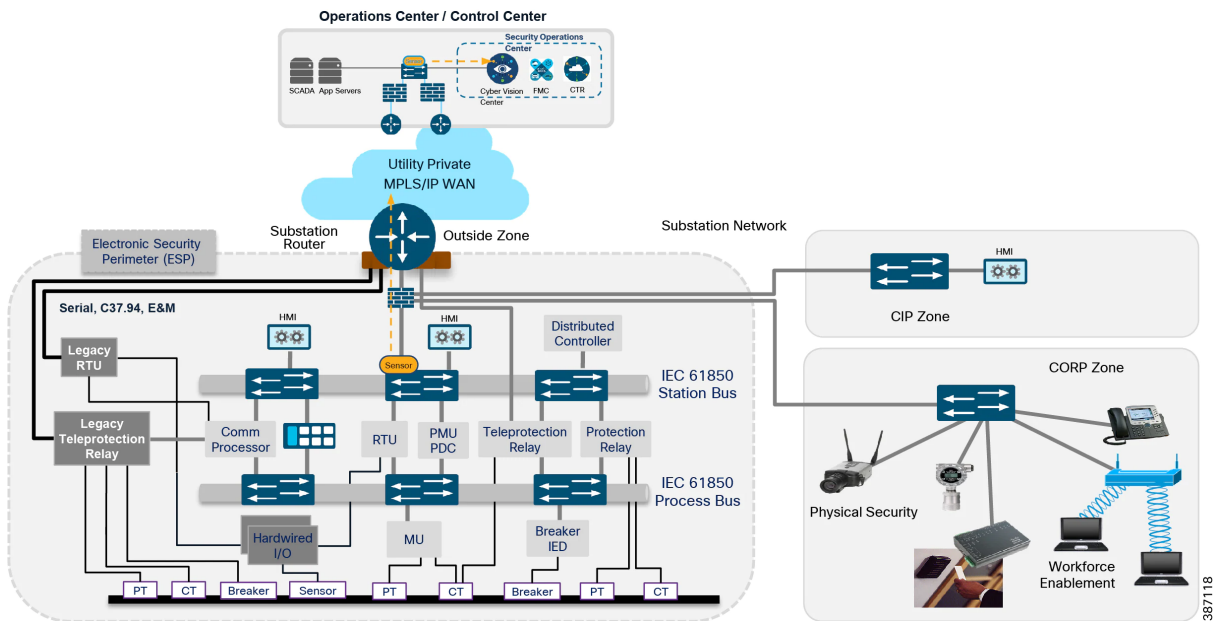 Operations Center / Control Center
Security Operations
Center
Sensor
SCADA App Servers
Cyber Vision
Center
FMC
CTR
Utility Private
MPLS/IP WAN
Substation
Router
Outside Zone
Substation Network
Electronic Security
Perimeter (ESP)
HMI
CIP Zone
Serial, C37.94, E&M
HMI
HMI
Distributed
Controller
Legacy
RTU
Sensor
IEC 61850
Station Bus
CORP Zone
Legacy
Teleprotection
Relay
Comm
Processor
RTU
PMU
PDC
Teleprotection
Relay
Protection
Relay
IEC 61850
Process Bus
Physical Security
Hardwired
I/O
MU
Breaker
IED
Workforce
Enablement
PT
CT
Breaker
Sensor
PT
CT
Breaker
PT
CT
387118